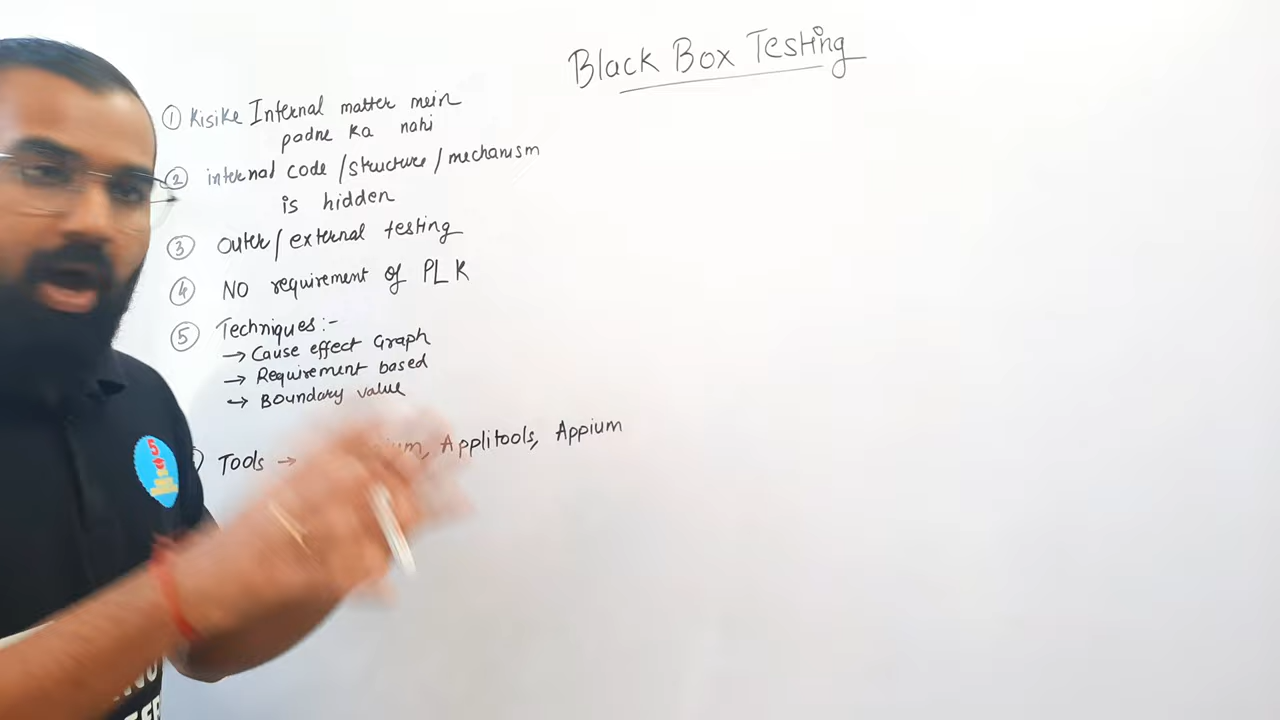 Black Box Testing
① Kisike Internal matter mein
padne ka nahi
② internal code / structure / mechanism
is hidden
③ outer / external testing
④ NO requirement of PLK
⑤ Techniques :-
→ Cause effect Graph
→ Requirement based
→ Boundary value
Tools → Applitools, Appium
5